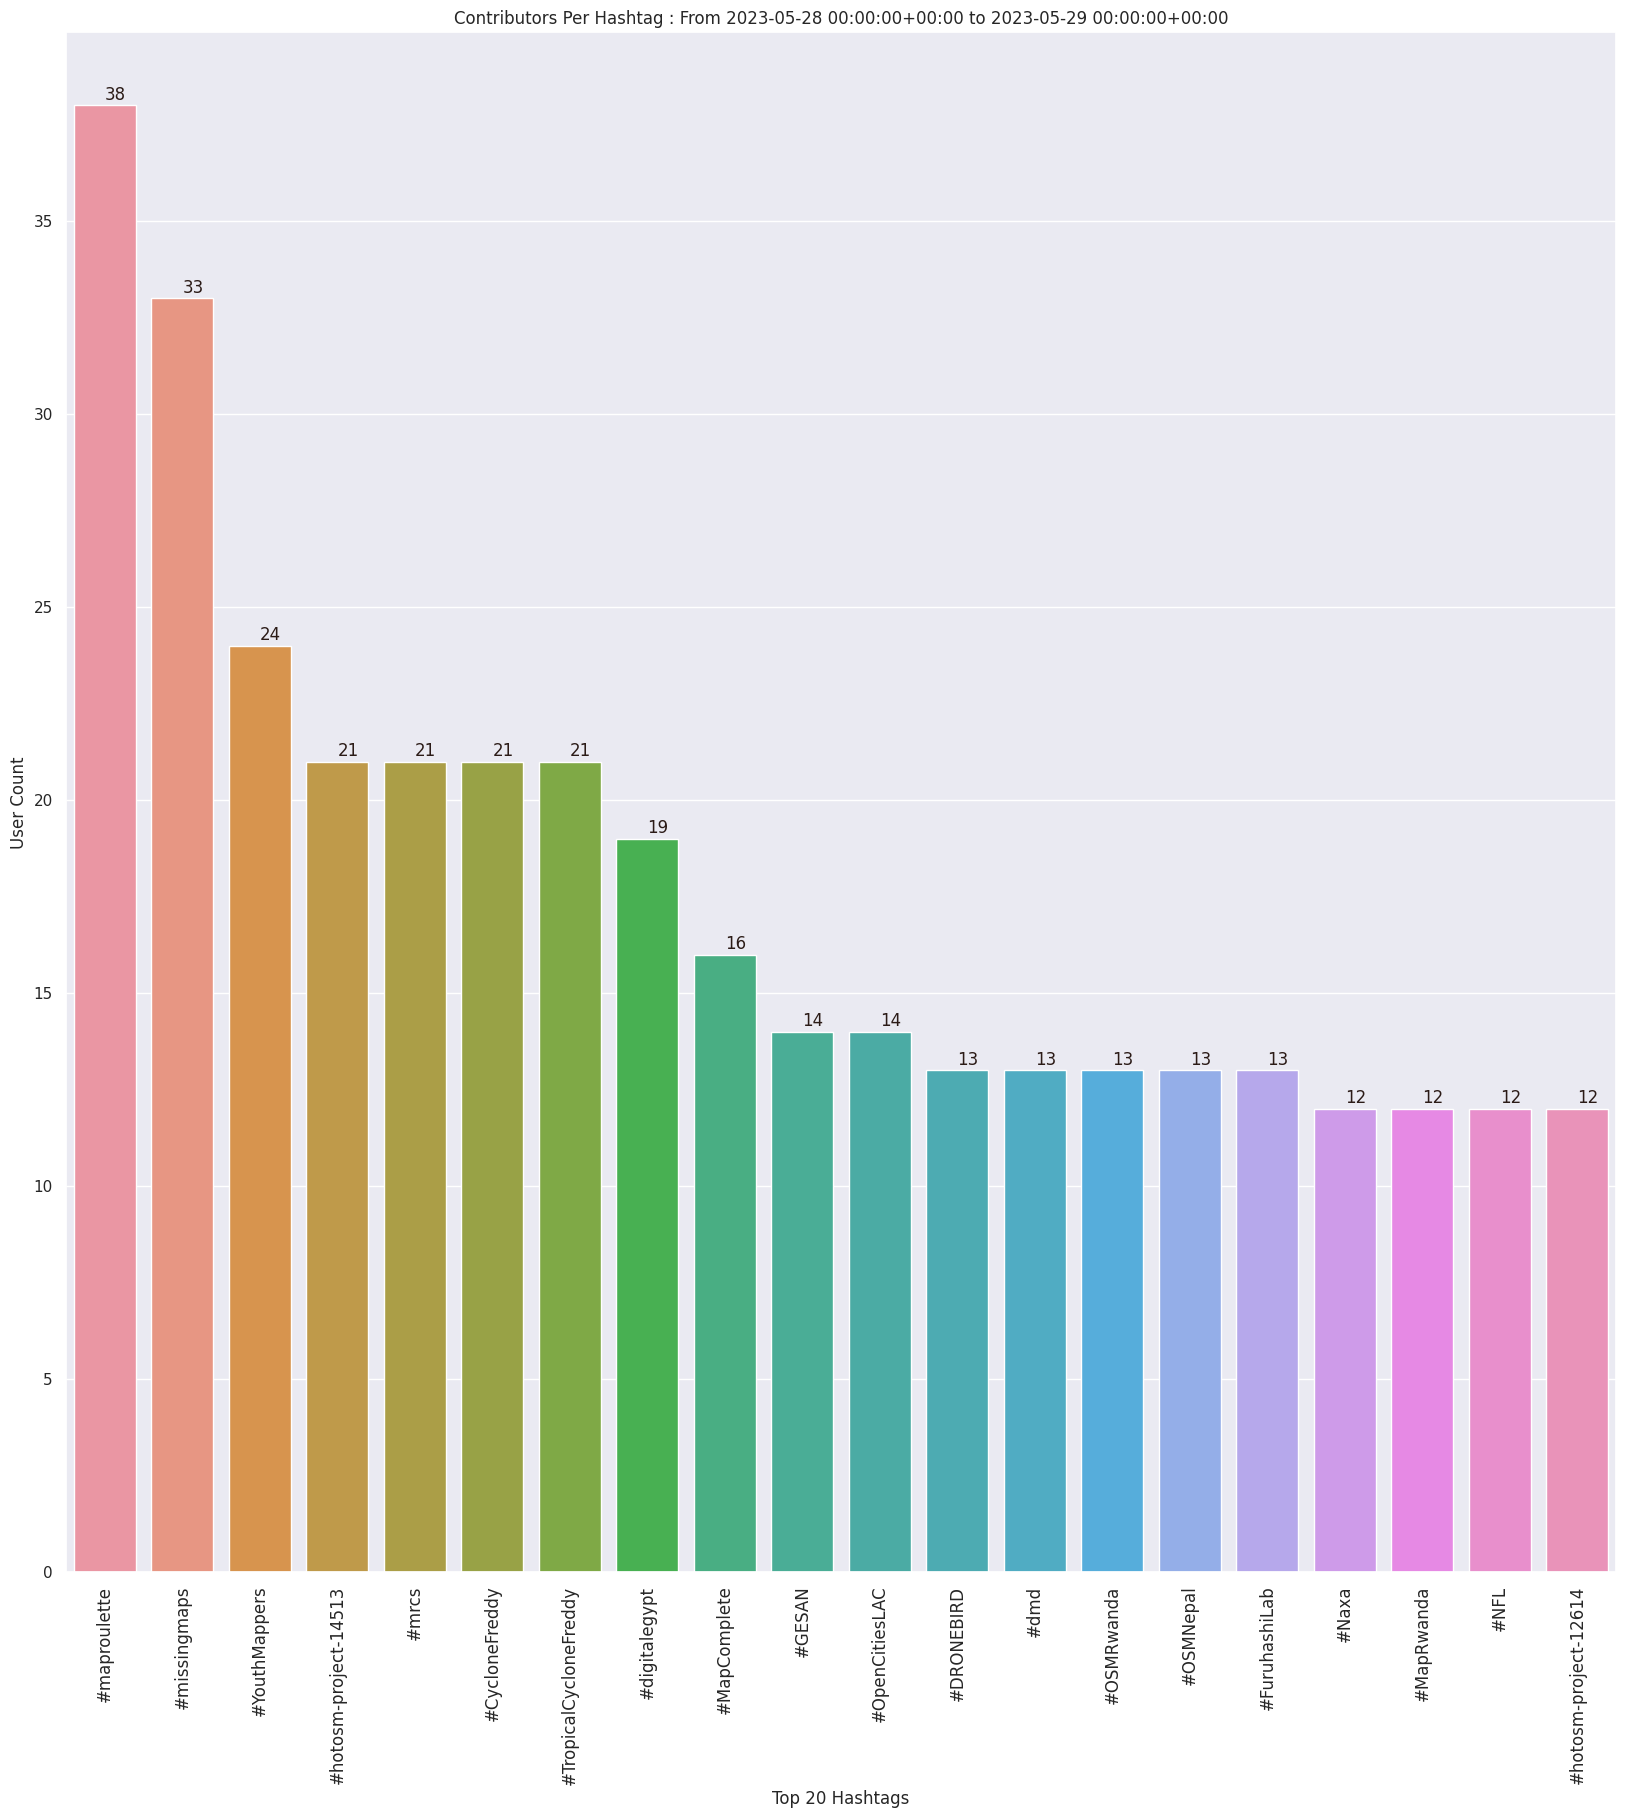 Contributors Per Hashtag : From 2023-05-28 00:00:00+00:00 to 2023-05-29 00:00:00+00:00
User Count
35
30
25
20
15
10
5
0
38
33
24
21
21
21
21
19
16
14
14
13
13
13
13
13
12
12
12
12
#maproulette
#missingmaps
#YouthMappers
#hotosm-project-14513
#mrcs
#CycloneFreddy
#TropicalCycloneFreddy
#digitalegypt
#MapComplete
#GESAN
#OpenCitiesLAC
#DRONEBIRD
#dmd
#OSMRwanda
#OSMNepal
#FuruhashiLab
#Naxa
#MapRwanda
#NFL
#hotosm-project-12614
Top 20 Hashtags